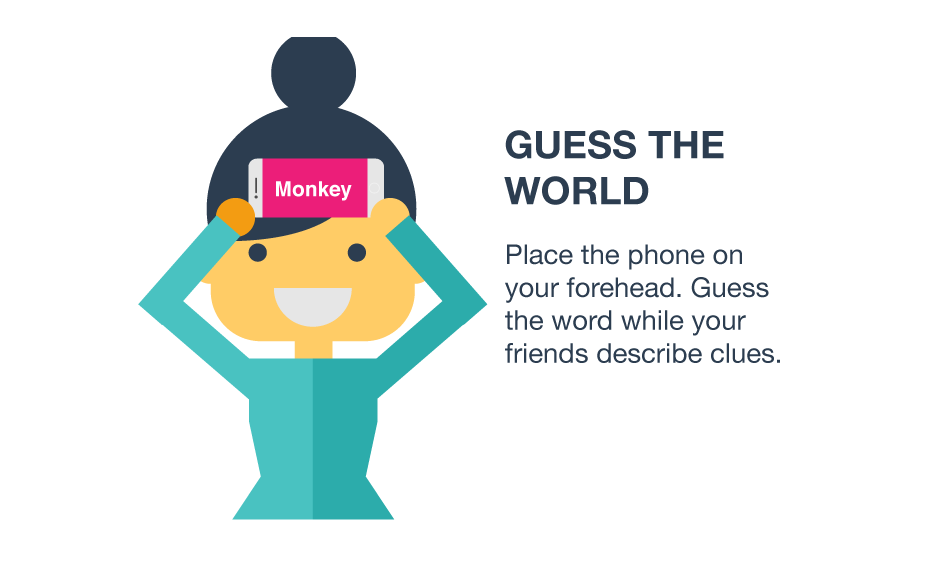 Monkey
GUESS THE
WORLD
Place the phone on
your forehead. Guess
the word while your
friends describe clues.